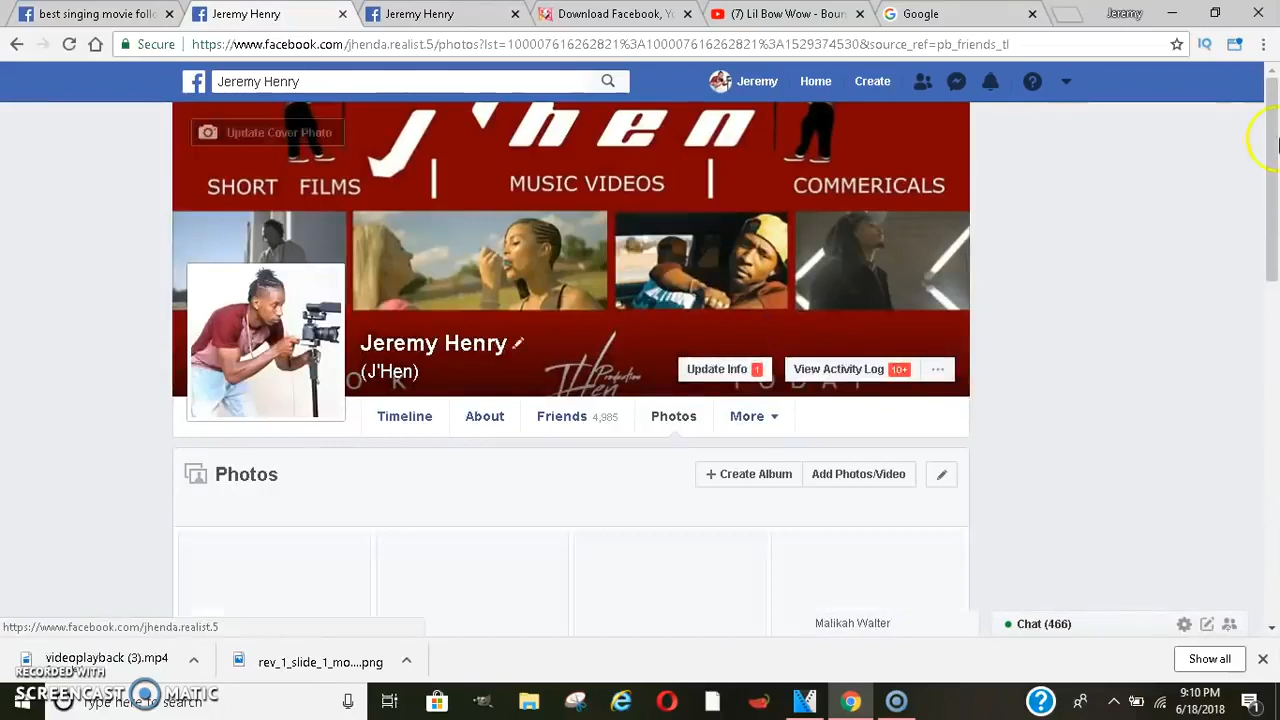 best singing movie follo
Jeremy Henry
Jeremy Henry
Download Facebook, Yo
(7) Lil Bow Wow - Boun
Google
Jeremy
Secure
https://www.facebook.com/jhenda.realist.5/photos?lst=100007616262821%3A100007616262821%3A1529374530&source_ref=pb_friends_tl
Jeremy Henry
Jeremy
Home
Create
Update Cover Photo
J'hen
SHORT FILMS
MUSIC VIDEOS
COMMERICALS
Jeremy Henry
(J'Hen)
Update Info 1
View Activity Log 10+
Timeline
About
Friends 4,985
Photos
More
Photos
+ Create Album
Add Photos/Video
Malikah Walter
https://www.facebook.com/jhenda.realist.5
Chat (466)
videoplayback (3).mp4
rev_1_slide_1_mo....png
Show all
RECORDED WITH
SCREENCAST MATIC
Type here to search
9:10 PM
6/18/2018